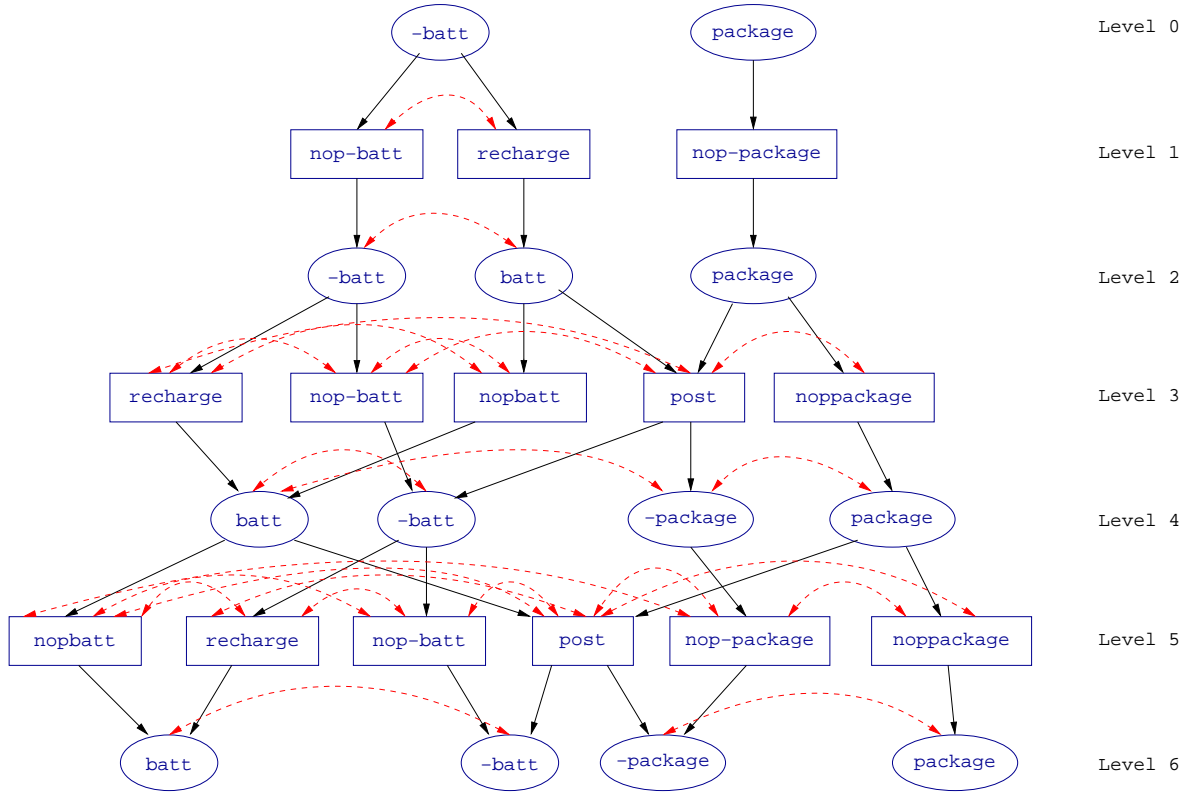 -batt package Level 0
nop-batt recharge nop-package Level 1
-batt batt package Level 2
recharge nop-batt nopbatt post noppackage Level 3
batt -batt -package package Level 4
nopbatt recharge nop-batt post nop-package noppackage Level 5
batt -batt -package package Level 6